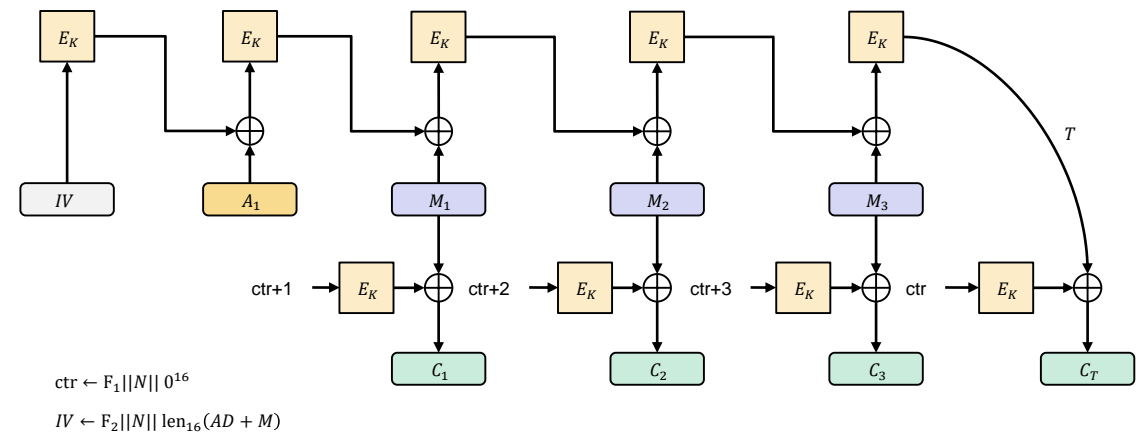 E_K E_K E_K E_K E_K
T
IV A_1 M_1 M_2 M_3
ctr+1 E_K ctr+2 E_K ctr+3 E_K ctr E_K
C_1 C_2 C_3 C_T
ctr ← F_1||N|| 0^16
IV ← F_2||N|| len_16(AD + M)